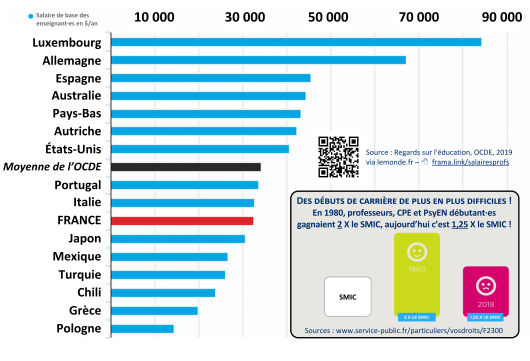 Salaire de base des
enseignant·es en $/an
10 000 30 000 50 000 70 000 90 000
Luxembourg
Allemagne
Espagne
Australie
Pays-Bas
Autriche
États-Unis
Moyenne de l'OCDE
Portugal
Italie
FRANCE
Japon
Mexique
Turquie
Chili
Grèce
Pologne
Source : Regards sur l'éducation, OCDE, 2019
via lemonde.fr – frama.link/salairesprofs
Des débuts de carrière de plus en plus difficiles !
En 1980, professeurs, CPE et PsyEN débutant·es
gagnaient 2 X le SMIC, aujourd'hui c'est 1,25 X le SMIC !
SMIC
1980
2 X LE SMIC
2018
1,25 X LE SMIC
Sources : www.service-public.fr/particuliers/vosdroits/F2300